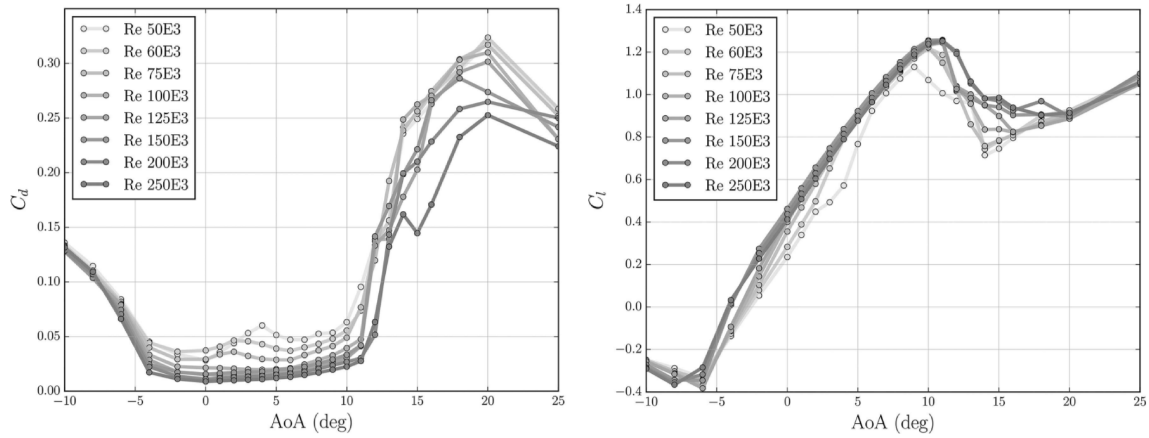 Re 50E3
Re 60E3
Re 75E3
Re 100E3
Re 125E3
Re 150E3
Re 200E3
Re 250E3
0.30
0.25
0.20
0.15
0.10
0.05
0.00
C_d
−10 −5 0 5 10 15 20 25
AoA (deg)
Re 50E3
Re 60E3
Re 75E3
Re 100E3
Re 125E3
Re 150E3
Re 200E3
Re 250E3
1.4
1.2
1.0
0.8
0.6
0.4
0.2
0.0
−0.2
−0.4
C_l
−10 −5 0 5 10 15 20 25
AoA (deg)